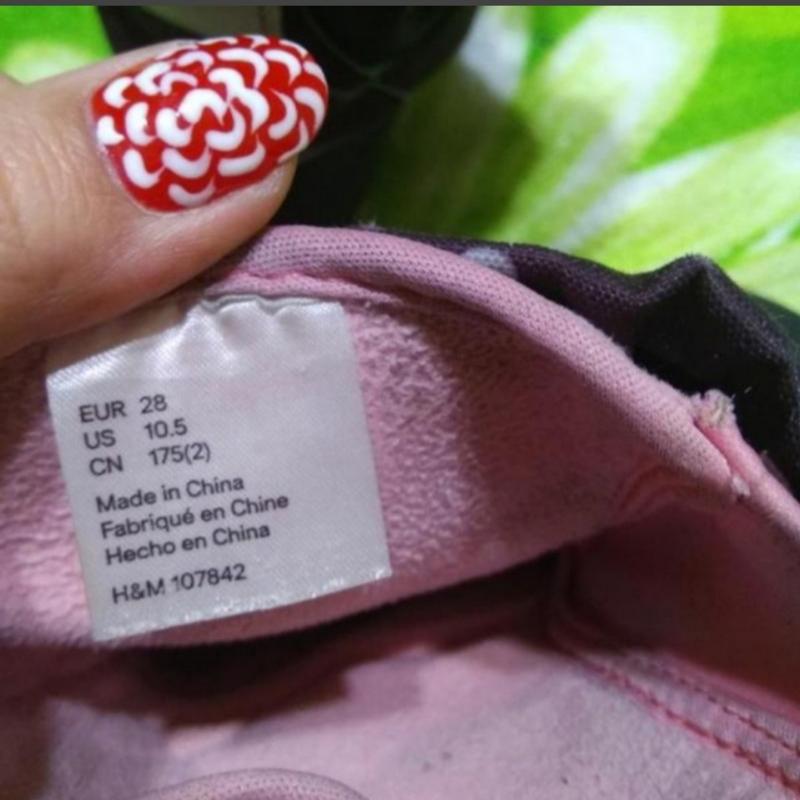 EUR 28
US 10.5
CN 175(2)
Made in China
Fabriqué en Chine
Hecho en China
H&M 107842